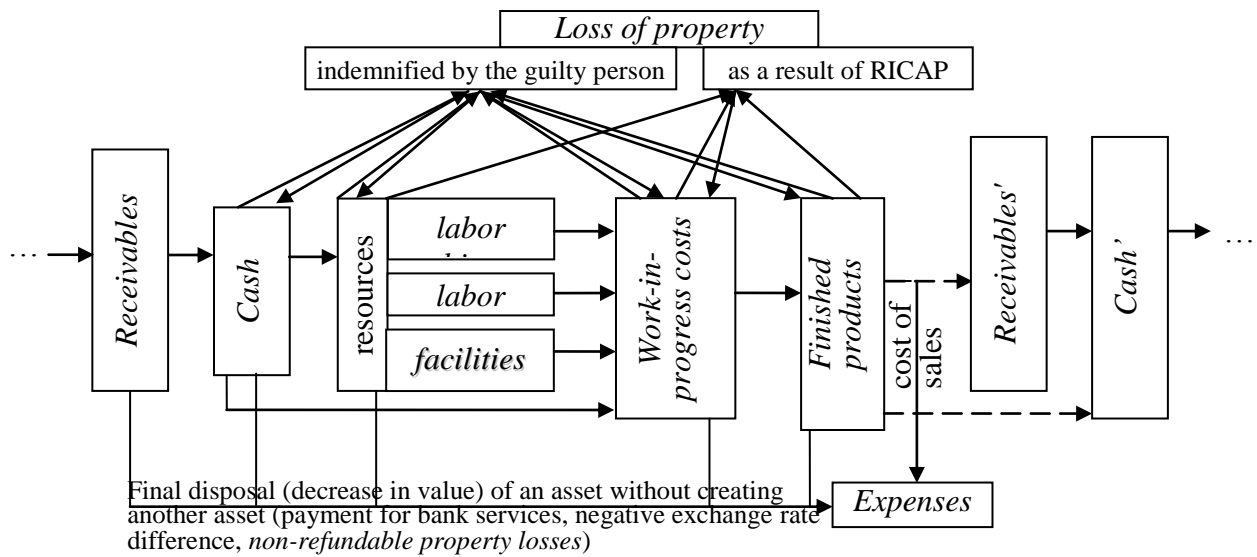 Loss of property
indemnified by the guilty person
as a result of RICAP
…
Receivables
Cash
resources
labor
labor
facilities
Work-in-
progress costs
Finished
products
cost of
sales
Receivables'
Cash’
…
Final disposal (decrease in value) of an asset without creating
another asset (payment for bank services, negative exchange rate
difference, non-refundable property losses)
Expenses